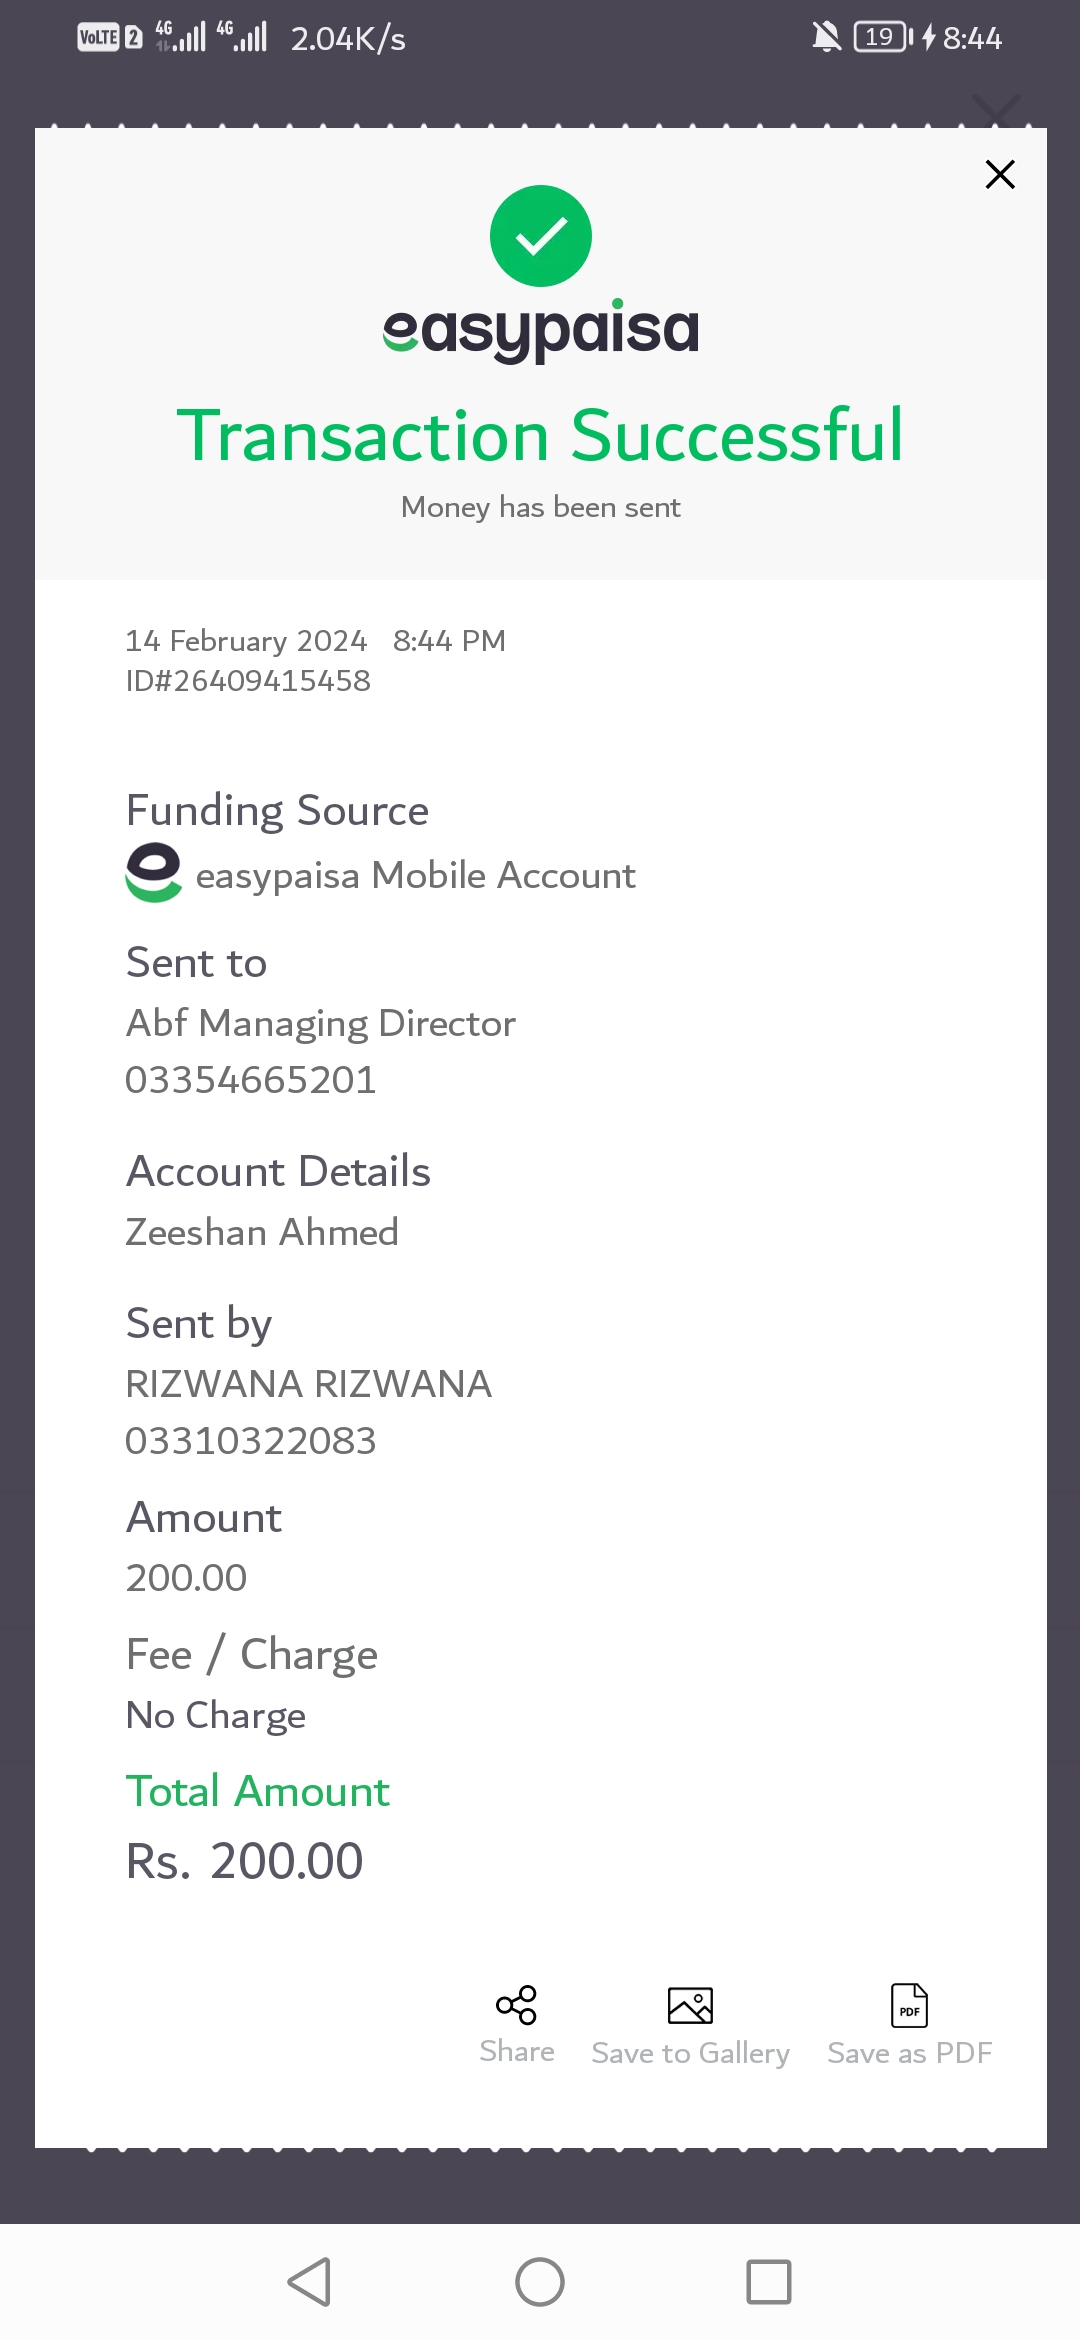 VoLTE 2 4G 4G 2.04K/s 19 8:44
easypaisa
Transaction Successful
Money has been sent
14 February 2024 8:44 PM
ID#26409415458
Funding Source
easypaisa Mobile Account
Sent to
Abf Managing Director
03354665201
Account Details
Zeeshan Ahmed
Sent by
RIZWANA RIZWANA
03310322083
Amount
200.00
Fee / Charge
No Charge
Total Amount
Rs. 200.00
PDF
Share Save to Gallery Save as PDF